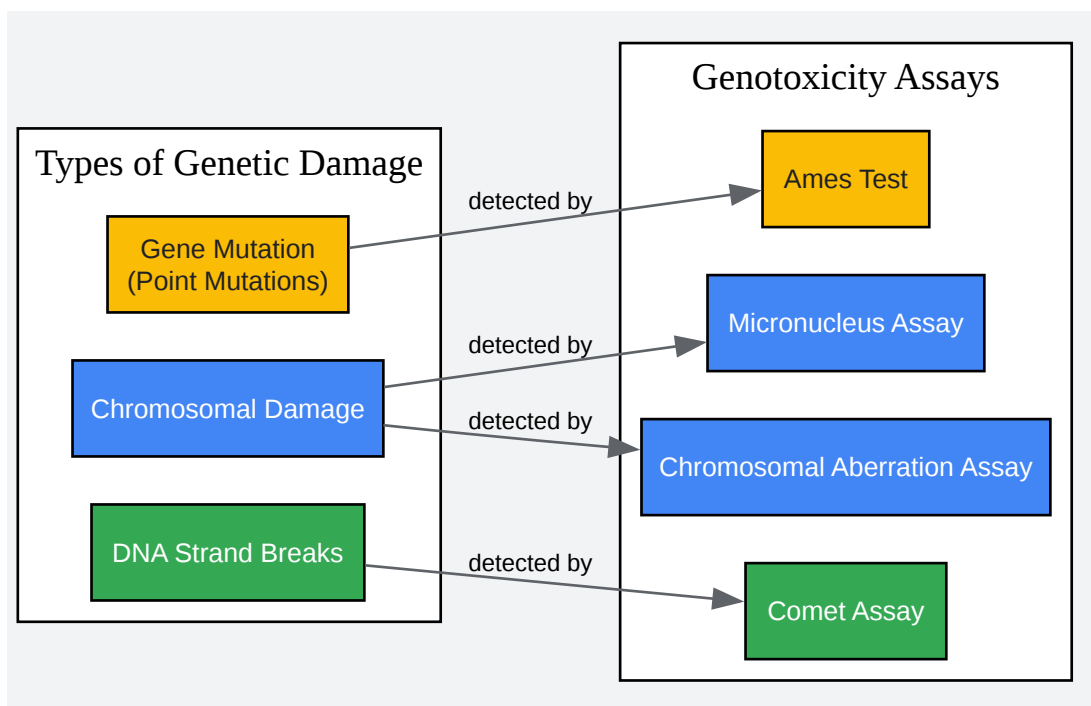 Types of Genetic Damage
Gene Mutation
(Point Mutations)
Chromosomal Damage
DNA Strand Breaks
detected by
detected by
detected by
detected by
Genotoxicity Assays
Ames Test
Micronucleus Assay
Chromosomal Aberration Assay
Comet Assay